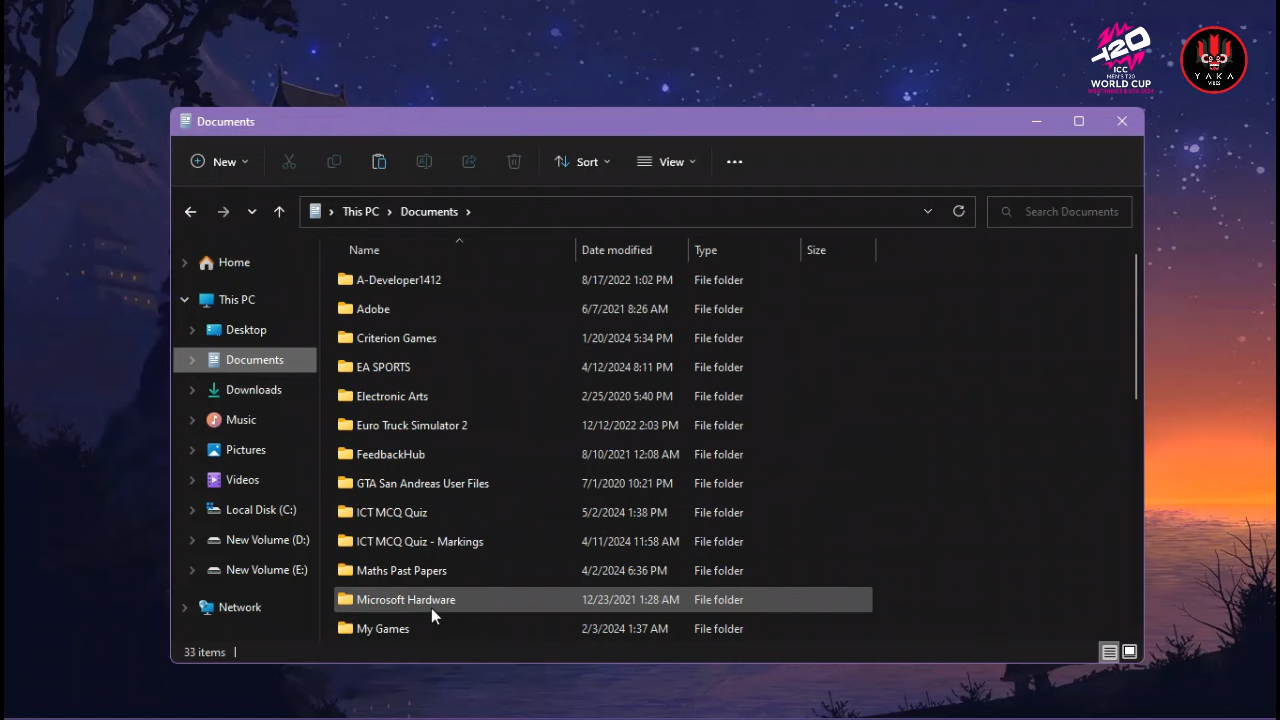 T20
ICC
MEN'S T20
WORLD CUP
WEST INDIES & USA 2024
YAKA
VIBES
Documents
New
Sort
View
This PC
Documents
Search Documents
Name
Date modified
Type
Size
Home
This PC
Desktop
Documents
Downloads
Music
Pictures
Videos
Local Disk (C:)
New Volume (D:)
New Volume (E:)
Network
A-Developer1412 8/17/2022 1:02 PM File folder
Adobe 6/7/2021 8:26 AM File folder
Criterion Games 1/20/2024 5:34 PM File folder
EA SPORTS 4/12/2024 8:11 PM File folder
Electronic Arts 2/25/2020 5:40 PM File folder
Euro Truck Simulator 2 12/12/2022 2:03 PM File folder
FeedbackHub 8/10/2021 12:08 AM File folder
GTA San Andreas User Files 7/1/2020 10:21 PM File folder
ICT MCQ Quiz 5/2/2024 1:38 PM File folder
ICT MCQ Quiz - Markings 4/11/2024 11:58 AM File folder
Maths Past Papers 4/2/2024 6:36 PM File folder
Microsoft Hardware 12/23/2021 1:28 AM File folder
My Games 2/3/2024 1:37 AM File folder
33 items